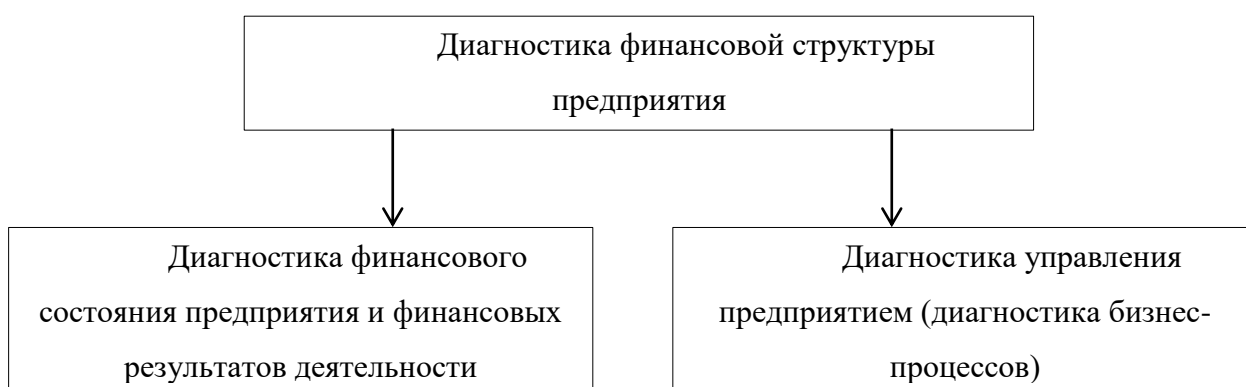 Диагностика финансовой структуры
предприятия
Диагностика финансового
состояния предприятия и финансовых
результатов деятельности
Диагностика управления
предприятием (диагностика бизнес-
процессов)